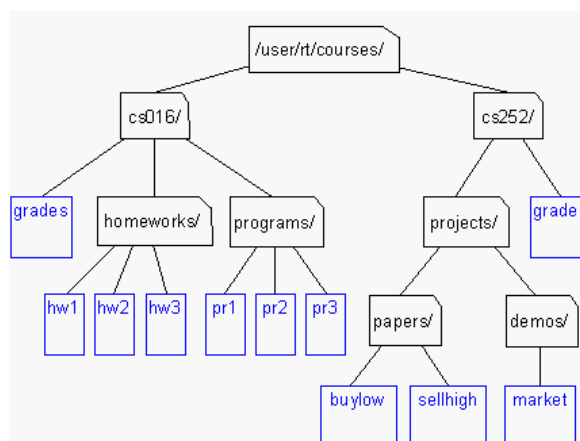 /user/rt/courses/
cs016/ cs252/
grades homeworks/ programs/ projects/ grade
hw1 hw2 hw3 pr1 pr2 pr3 papers/ demos/
buylow sellhigh market